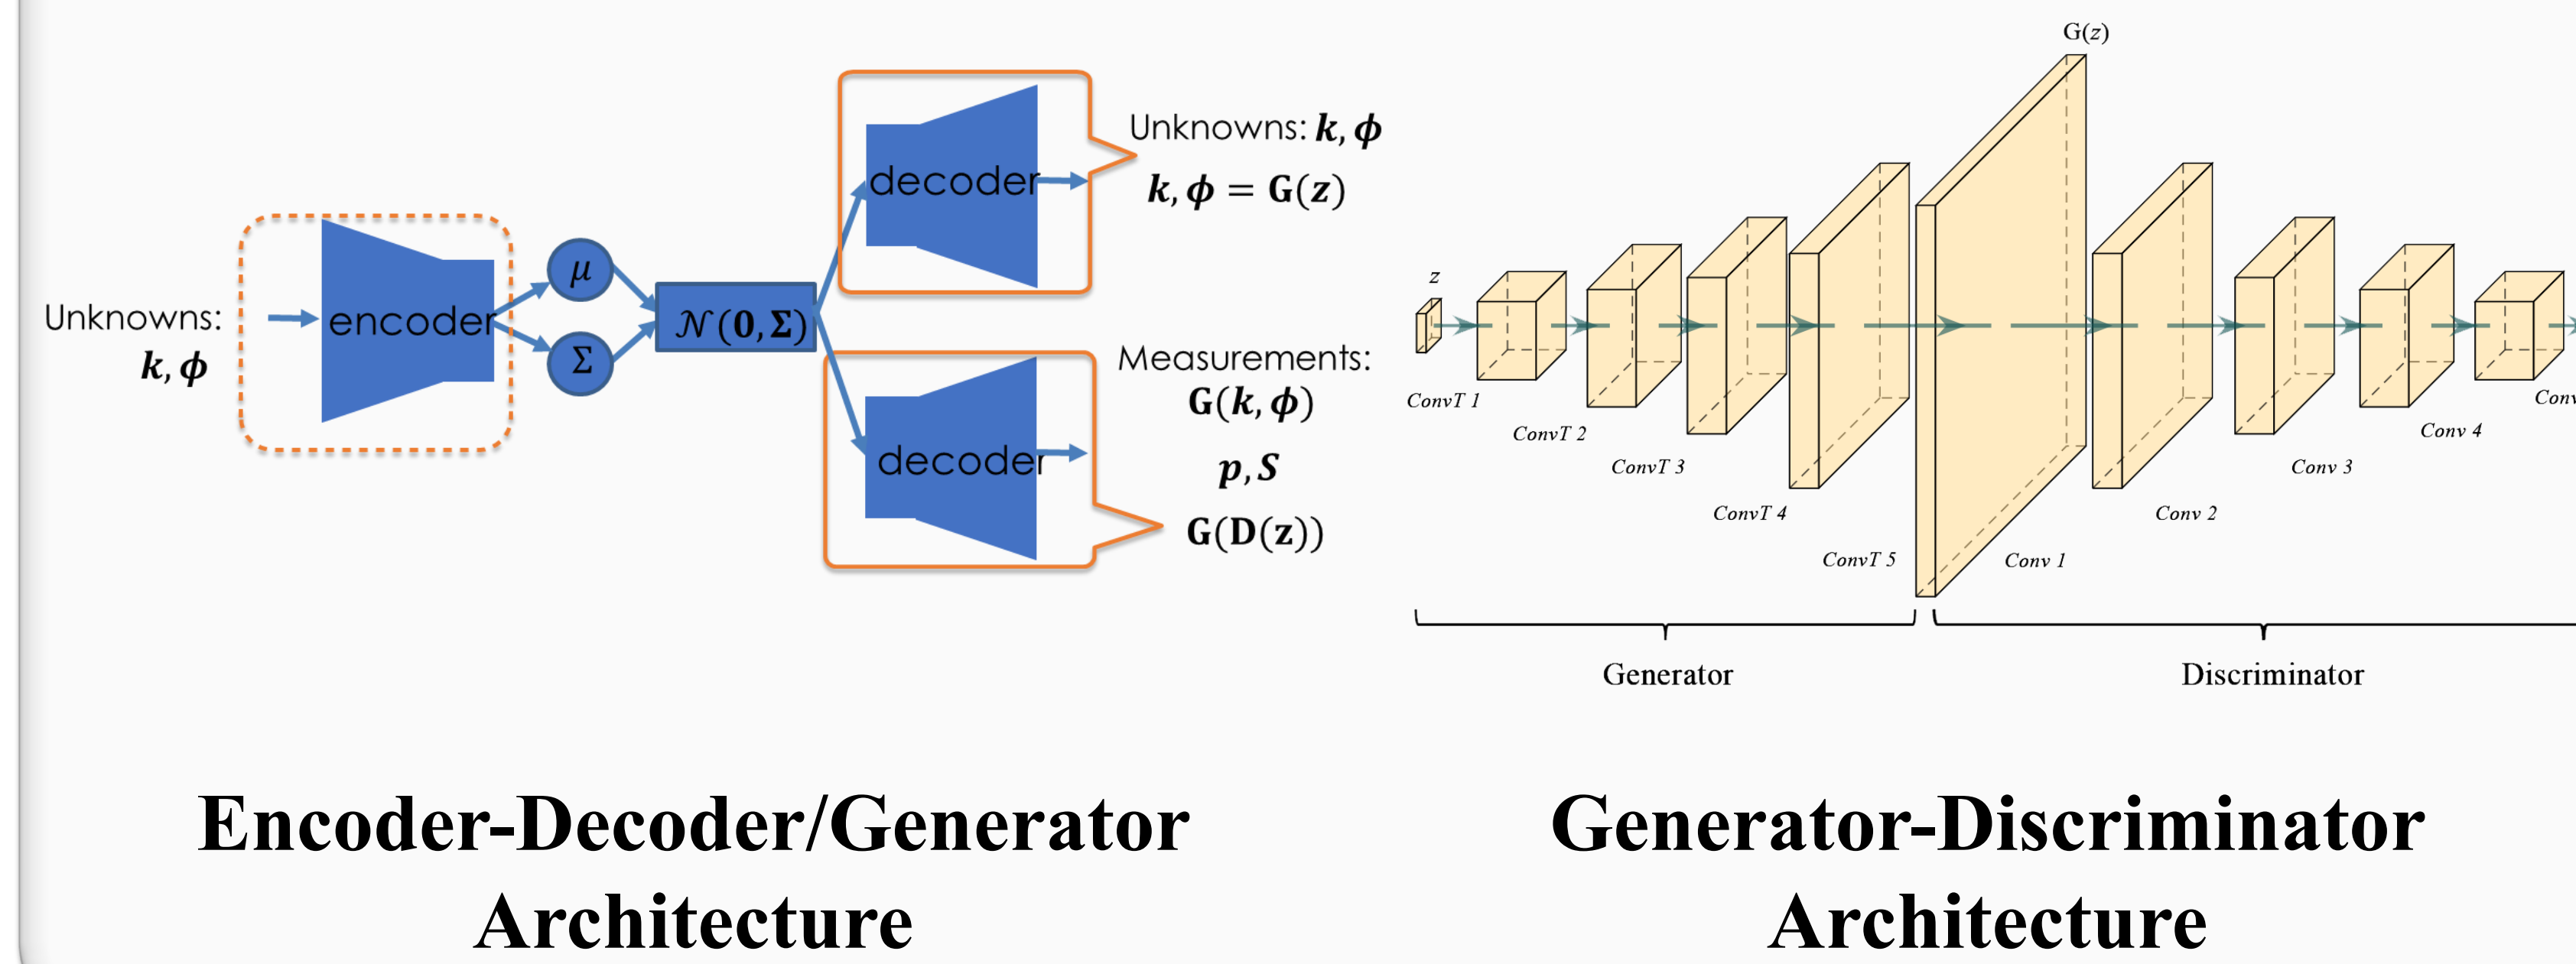 Unknowns:
k, ϕ
encoder
μ
Σ
𝒩(0, Σ)
decoder
decoder
Unknowns: k, ϕ
k, ϕ = G(z)
Measurements:
G(k, ϕ)
p, S
G(D(z))
Encoder-Decoder/Generator
Architecture
G(z)
z
ConvT 1
ConvT 2
ConvT 3
ConvT 4
ConvT 5
Conv 1
Conv 2
Conv 3
Conv 4
Conv
Generator
Discriminator
Generator-Discriminator
Architecture